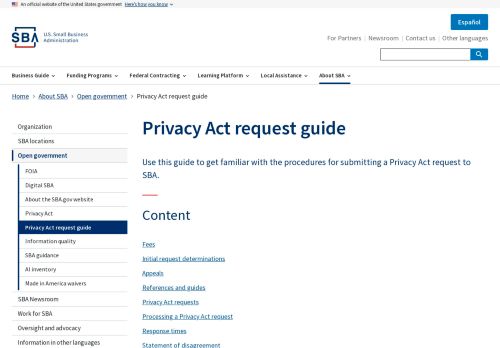 An official website of the United States government Here's how you know
SBA
U.S. Small Business
Administration
Español
For Partners
Newsroom
Contact us
Other languages
Business Guide
Funding Programs
Federal Contracting
Learning Platform
Local Assistance
About SBA
Home
About SBA
Open government
Privacy Act request guide
Organization
SBA locations
Open government
FOIA
Digital SBA
About the SBA.gov website
Privacy Act
Privacy Act request guide
Information quality
SBA guidance
AI inventory
Made in America waivers
SBA Newsroom
Work for SBA
Oversight and advocacy
Information in other languages
Privacy Act request guide
Use this guide to get familiar with the procedures for submitting a Privacy Act request to
SBA.
Content
Fees
Initial request determinations
Appeals
References and guides
Privacy Act requests
Processing a Privacy Act request
Response times
Statement of disagreement